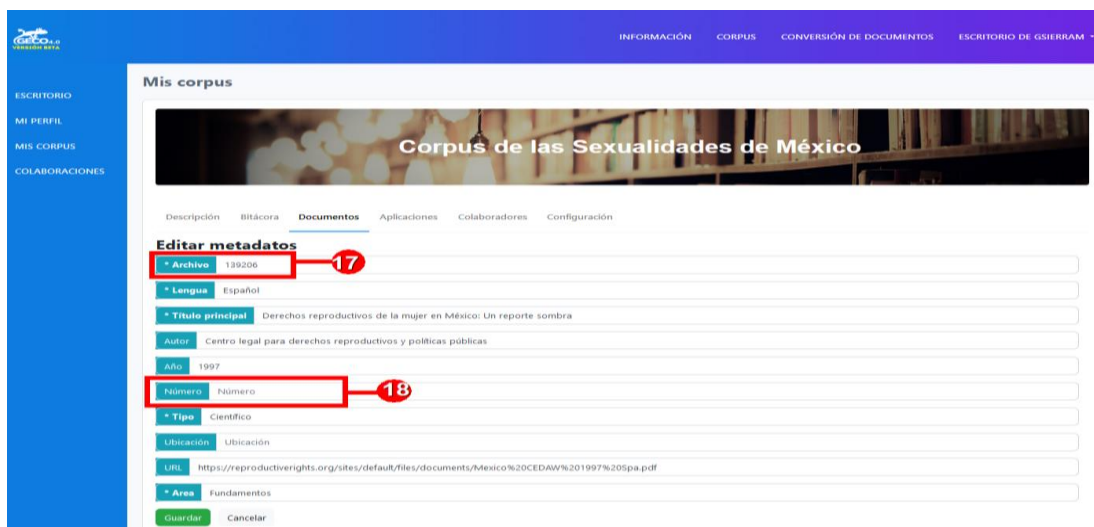 GECO4.0
VERSIÓN BETA
INFORMACIÓN CORPUS CONVERSIÓN DE DOCUMENTOS ESCRITORIO DE GSIERRAM
ESCRITORIO
MI PERFIL
MIS CORPUS
COLABORACIONES
Mis corpus
Corpus de las Sexualidades de México
Descripción Bitácora Documentos Aplicaciones Colaboradores Configuración
Editar metadatos
* Archivo 139206
17
* Lengua Español
* Título principal Derechos reproductivos de la mujer en México: Un reporte sombra
Autor Centro legal para derechos reproductivos y políticas públicas
Año 1997
Número Número
18
* Tipo Científico
Ubicación Ubicación
URL https://reproductiverights.org/sites/default/files/documents/Mexico%20CEDAW%201997%20Spa.pdf
* Area Fundamentos
Guardar Cancelar